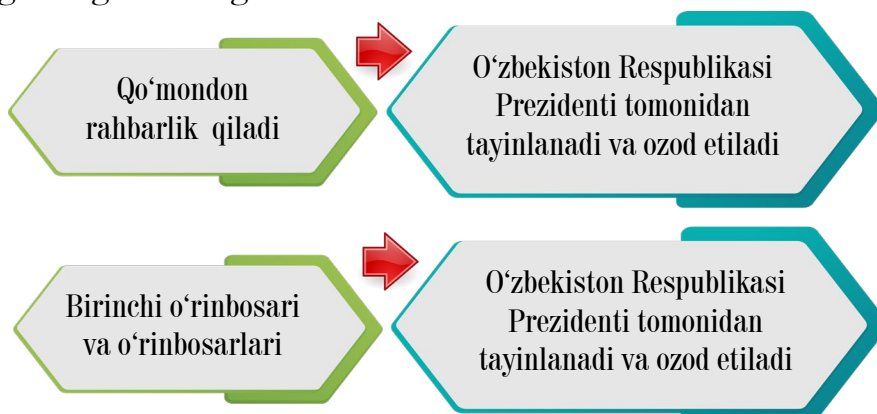 Qo‘mondon
rahbarlik qiladi
O‘zbekiston Respublikasi
Prezidenti tomonidan
tayinlanadi va ozod etiladi
Birinchi o‘rinbosari
va o‘rinbosarlari
O‘zbekiston Respublikasi
Prezidenti tomonidan
tayinlanadi va ozod etiladi